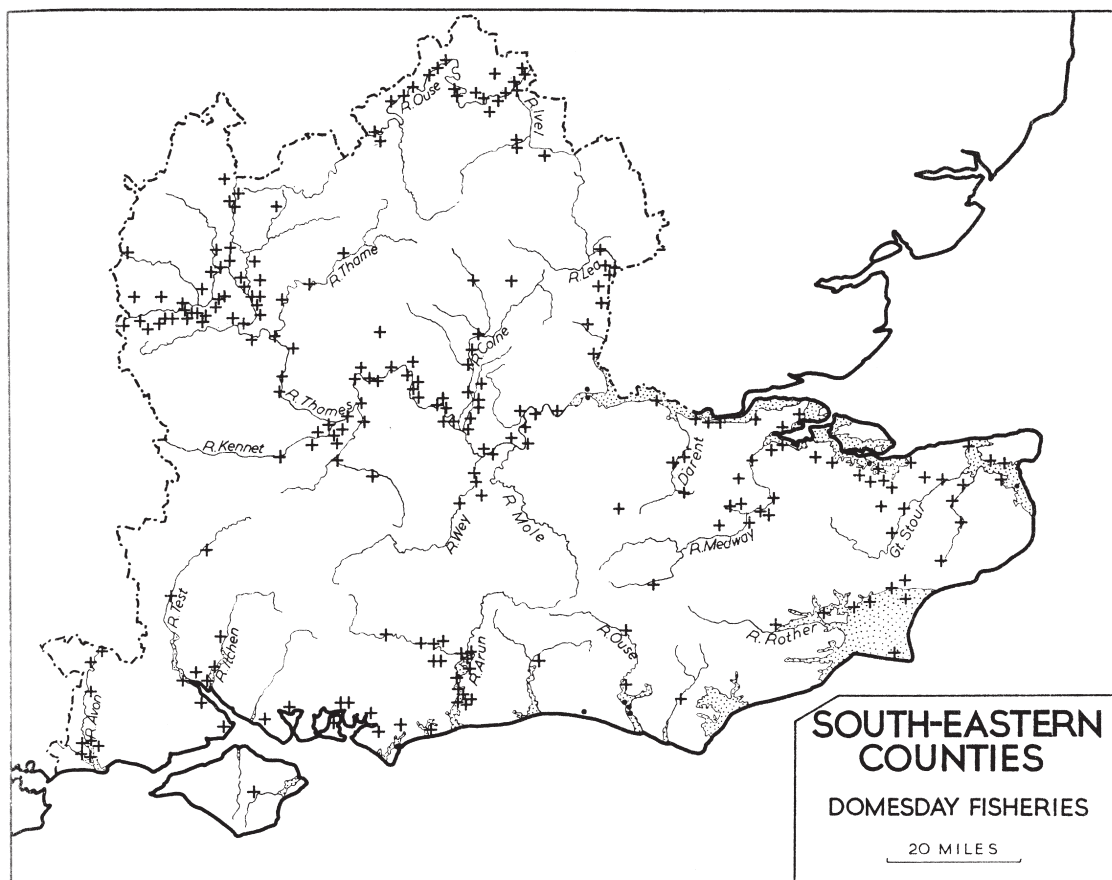 R. Ouse
R. Ivel
R. Thame
R. Lea
R. Colne
R. Thames
R. Kennet
Darent
R. Wey
R. Mole
R. Medway
Gt. Stour
R. Test
R. Itchen
R. Arun
R. Ouse
R. Rother
R. Avon
SOUTH-EASTERN
COUNTIES
DOMESDAY FISHERIES
20 MILES